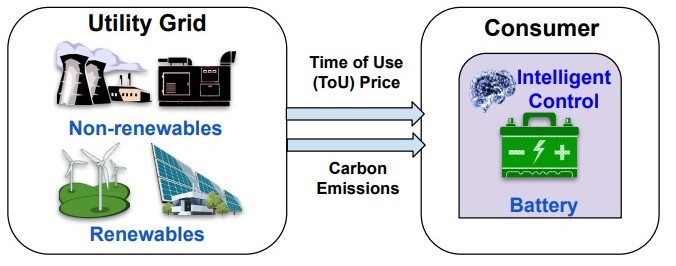 Utility Grid
Non-renewables
Renewables
Time of Use
(ToU) Price
Carbon
Emissions
Consumer
Intelligent
Control
Battery